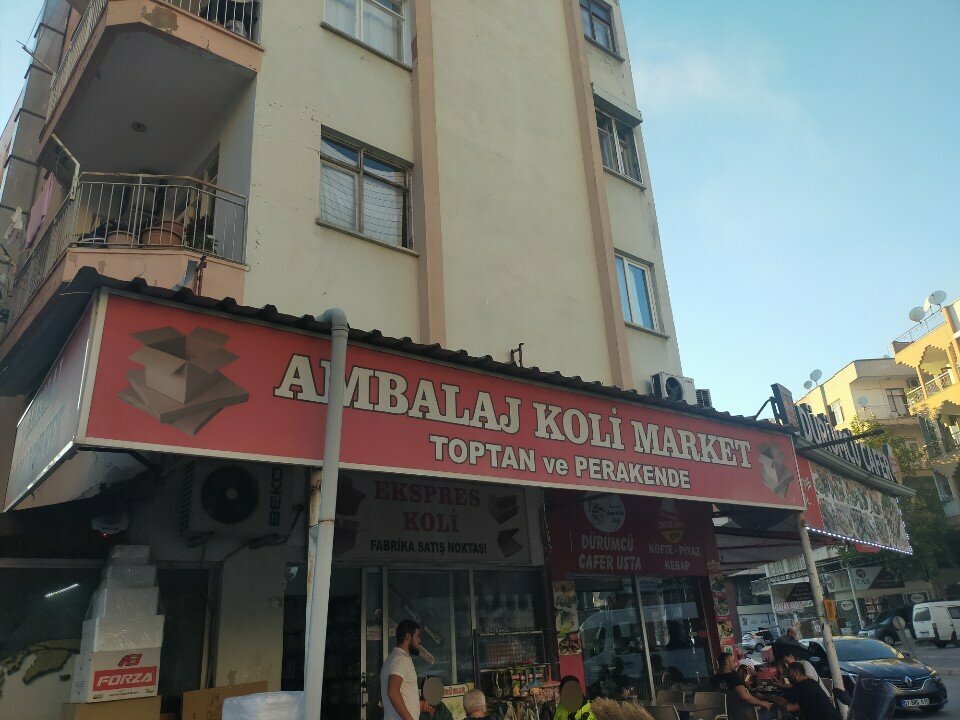 AMBALAJ KOLİ MARKET
TOPTAN ve PERAKENDE
EKSPRES
KOLİ
FABRİKA SATIŞ NOKTASI
BEKO
DÜRÜMCÜ
CAFER USTA
KÖFTE - PİYAZ
KEBAP
FORZA